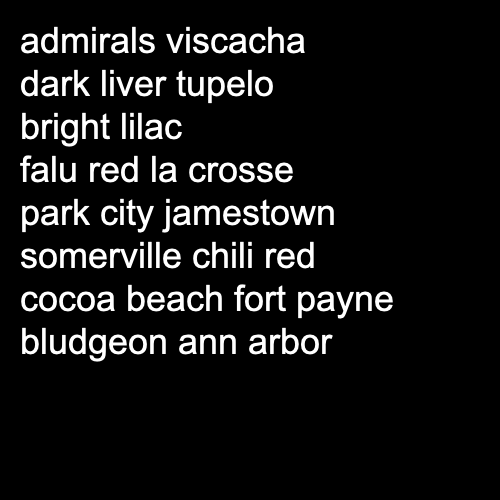 admirals viscacha
dark liver tupelo
bright lilac
falu red la crosse
park city jamestown
somerville chili red
cocoa beach fort payne
bludgeon ann arbor